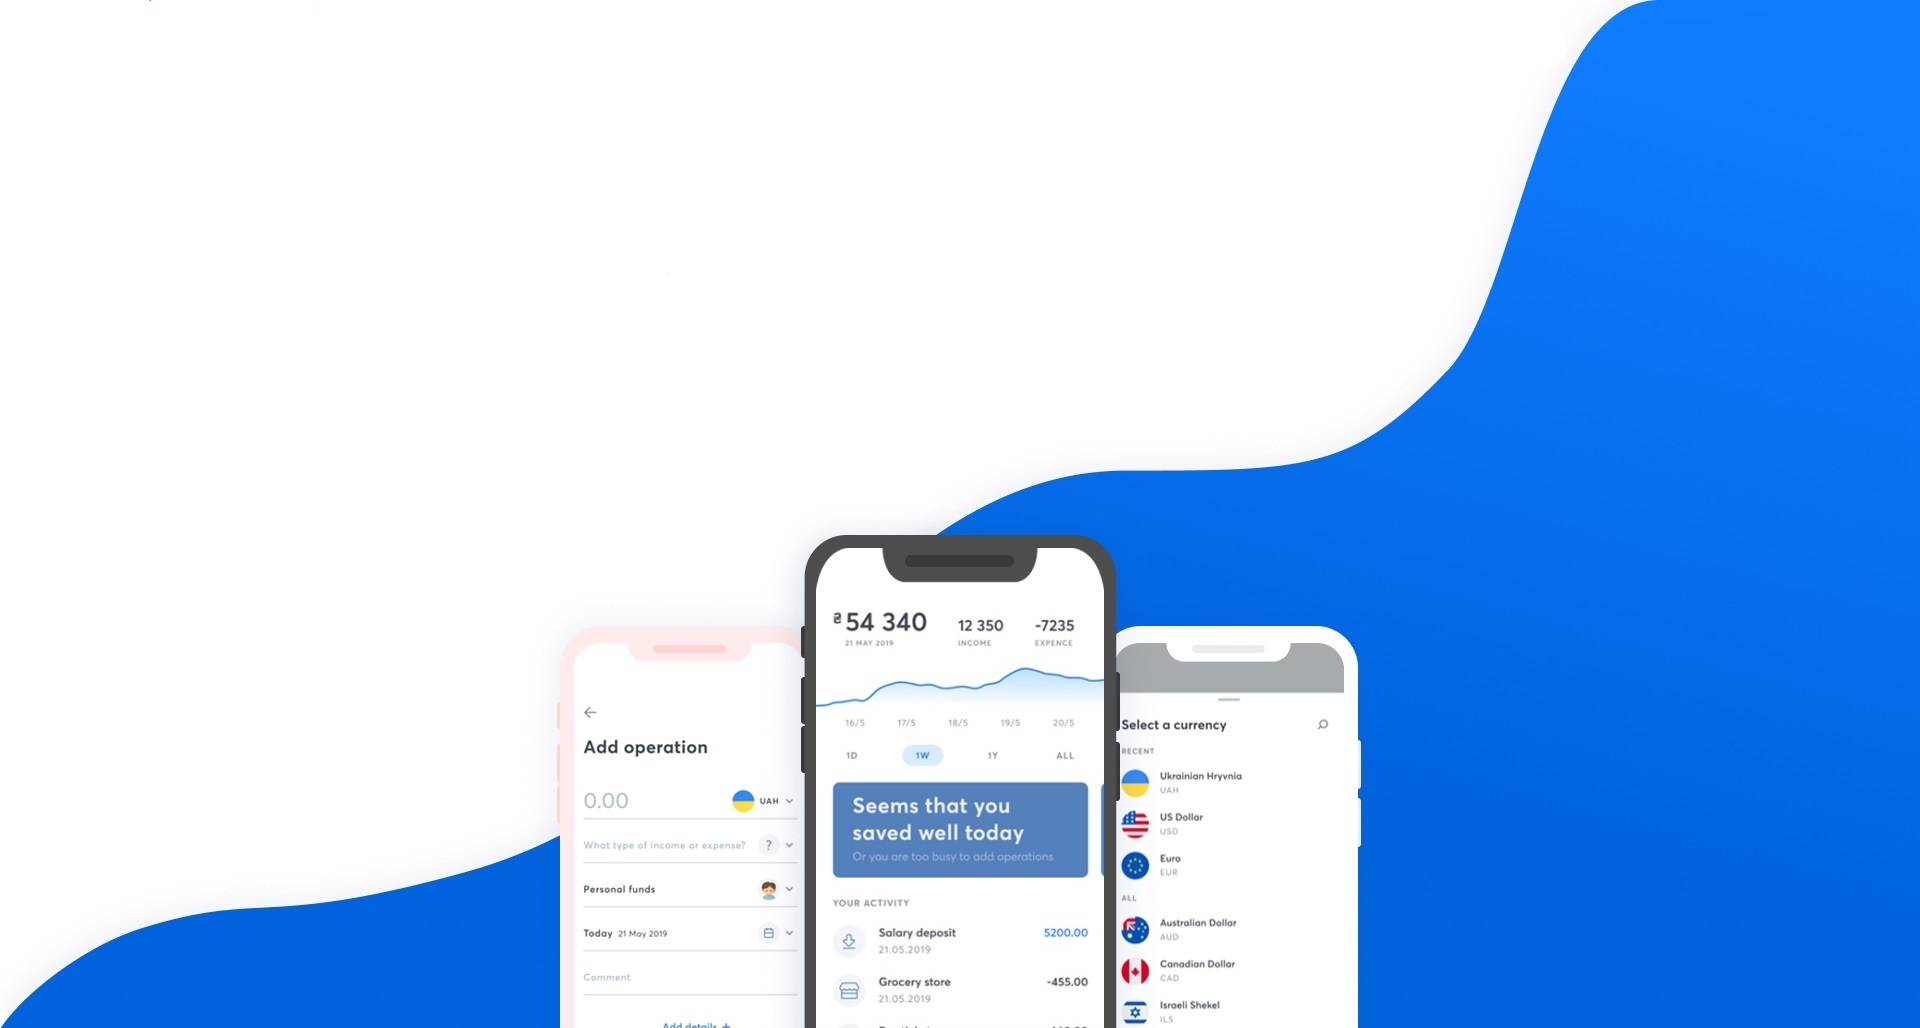 Add operation
0.00 UAH
What type of income or expense? ?
Personal funds
Today 21 May 2019
Comment
Add details +
₴ 54 340 12 350 -7235
21 MAY 2019 INCOME EXPENCE
16/5 17/5 18/5 19/5 20/5
1D 1W 1Y ALL
Seems that you
saved well today
Or you are too busy to add operations
YOUR ACTIVITY
Salary deposit 5200.00
21.05.2019
Grocery store -455.00
21.05.2019
Select a currency
RECENT
Ukrainian Hryvnia
UAH
US Dollar
USD
Euro
EUR
ALL
Australian Dollar
AUD
Canadian Dollar
CAD
Israeli Shekel
ILS